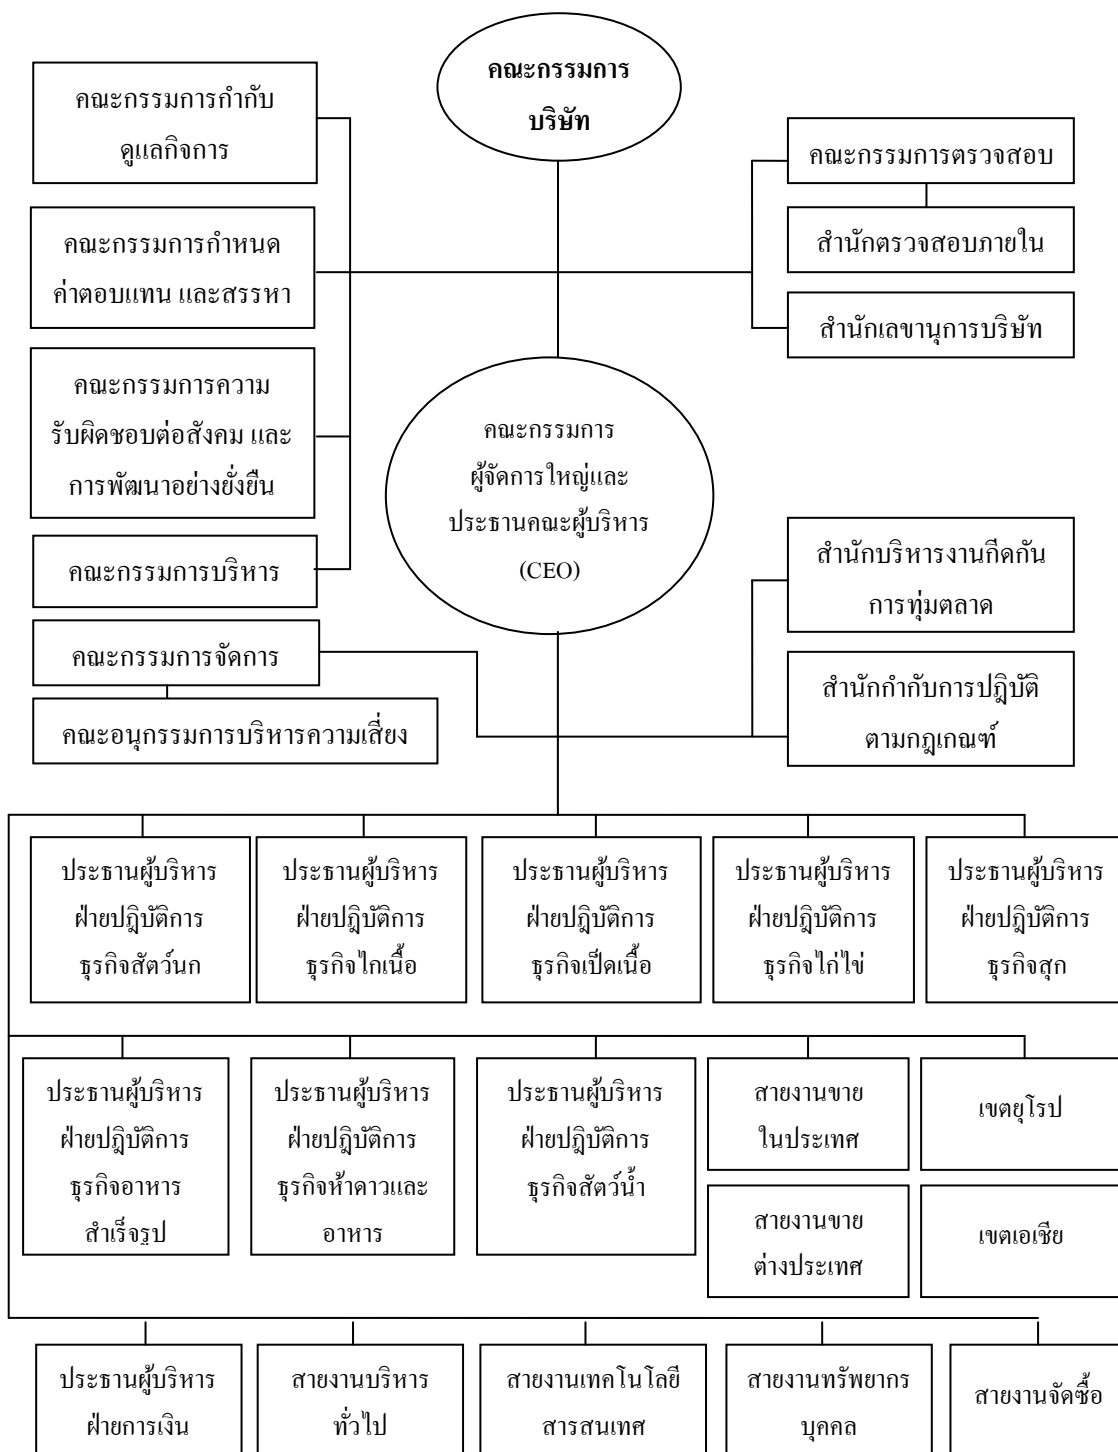 คณะกรรมการ
บริษัท
คณะกรรมการกำกับ
ดูแลกิจการ
คณะกรรมการตรวจสอบ
สำนักตรวจสอบภายใน
คณะกรรมการกำหนด
ค่าตอบแทน และสรรหา
สำนักเลขานุการบริษัท
คณะกรรมการความ
รับผิดชอบต่อสังคม และ
การพัฒนาอย่างยั่งยืน
คณะกรรมการ
ผู้จัดการใหญ่และ
ประธานคณะผู้บริหาร
(CEO)
คณะกรรมการบริหาร
สำนักบริหารงานกีดกัน
การทุ่มตลาด
คณะกรรมการจัดการ
คณะอนุกรรมการบริหารความเสี่ยง
สำนักกำกับการปฎิบัติ
ตามกฎเกณฑ์
ประธานผู้บริหาร
ฝ่ายปฎิบัติการ
ธุรกิจสัตว์นก
ประธานผู้บริหาร
ฝ่ายปฎิบัติการ
ธุรกิจไกเนื้อ
ประธานผู้บริหาร
ฝ่ายปฎิบัติการ
ธุรกิจเป็ดเนื้อ
ประธานผู้บริหาร
ฝ่ายปฎิบัติการ
ธุรกิจไก่ไข่
ประธานผู้บริหาร
ฝ่ายปฎิบัติการ
ธุรกิจสุก
ประธานผู้บริหาร
ฝ่ายปฎิบัติการ
ธุรกิจอาหาร
สำเร็จรูป
ประธานผู้บริหาร
ฝ่ายปฎิบัติการ
ธุรกิจห้าดาวและ
อาหาร
ประธานผู้บริหาร
ฝ่ายปฎิบัติการ
ธุรกิจสัตว์น้ำ
สายงานขาย
ในประเทศ
เขตยุโรป
สายงานขาย
ต่างประเทศ
เขตเอเชีย
ประธานผู้บริหาร
ฝ่ายการเงิน
สายงานบริหาร
ทั่วไป
สายงานเทคโนโลยี
สารสนเทศ
สายงานทรัพยากร
บุคคล
สายงานจัดซื้อ